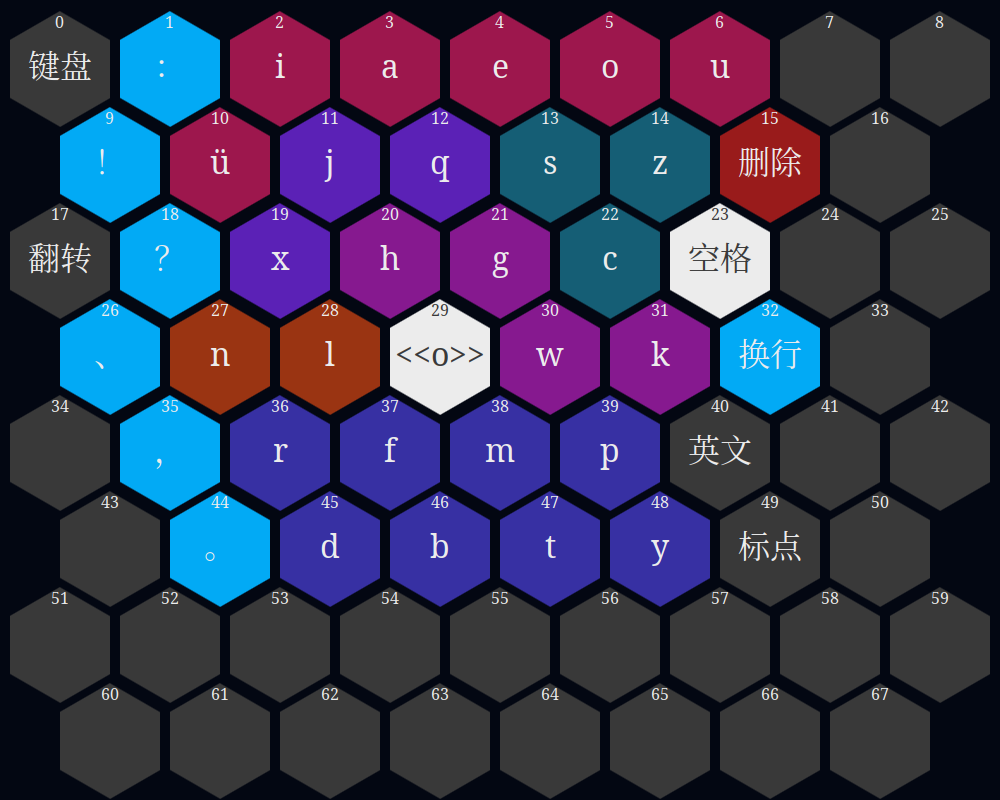 0 1 2 3 4 5 6 7 8
键盘 : i a e o u
9 10 11 12 13 14 15 16
! ü j q s z 删除
17 18 19 20 21 22 23 24 25
翻转 ? x h g c 空格
26 27 28 29 30 31 32 33
、 n l <<o>> w k 换行
34 35 36 37 38 39 40 41 42
, r f m p 英文
43 44 45 46 47 48 49 50
。 d b t y 标点
51 52 53 54 55 56 57 58 59
60 61 62 63 64 65 66 67